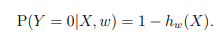 P(Y = 0|X, w) = 1 − h_w(X).